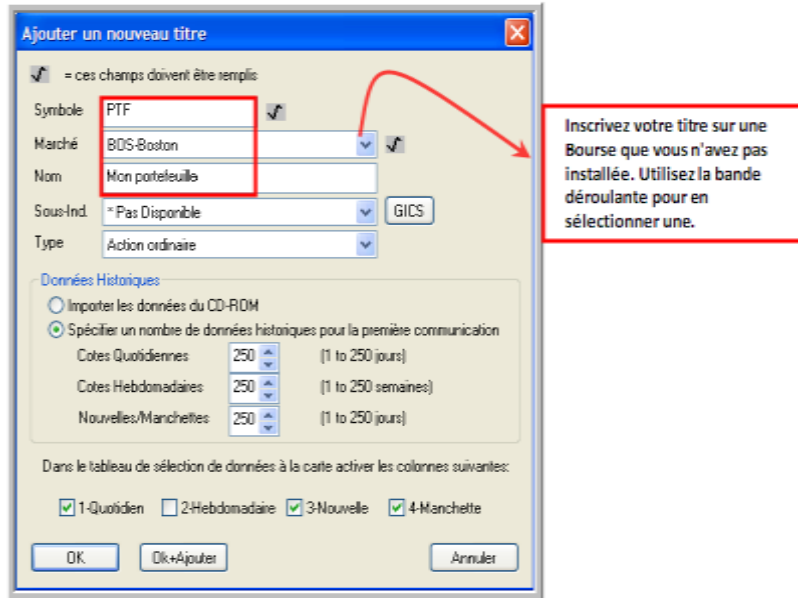 Ajouter un nouveau titre
= ces champs doivent être remplis
Symbole PTF
Marché BOS-Boston
Nom Mon portefeuille
Sous-Ind. * Pas Disponible GICS
Type Action ordinaire
Données Historiques
Importer les données du CD-ROM
Spécifier un nombre de données historiques pour la première communication
Cotes Quotidiennes 250 (1 to 250 jours)
Cotes Hebdomadaires 250 (1 to 250 semaines)
Nouvelles/Manchettes 250 (1 to 250 jours)
Dans le tableau de sélection de données à la carte activer les colonnes suivantes:
1-Quotidien 2-Hebdomadaire 3-Nouvelle 4-Manchette
OK Ok+Ajouter Annuler
Inscrivez votre titre sur une
Bourse que vous n'avez pas
installée. Utilisez la bande
déroulante pour en
sélectionner une.